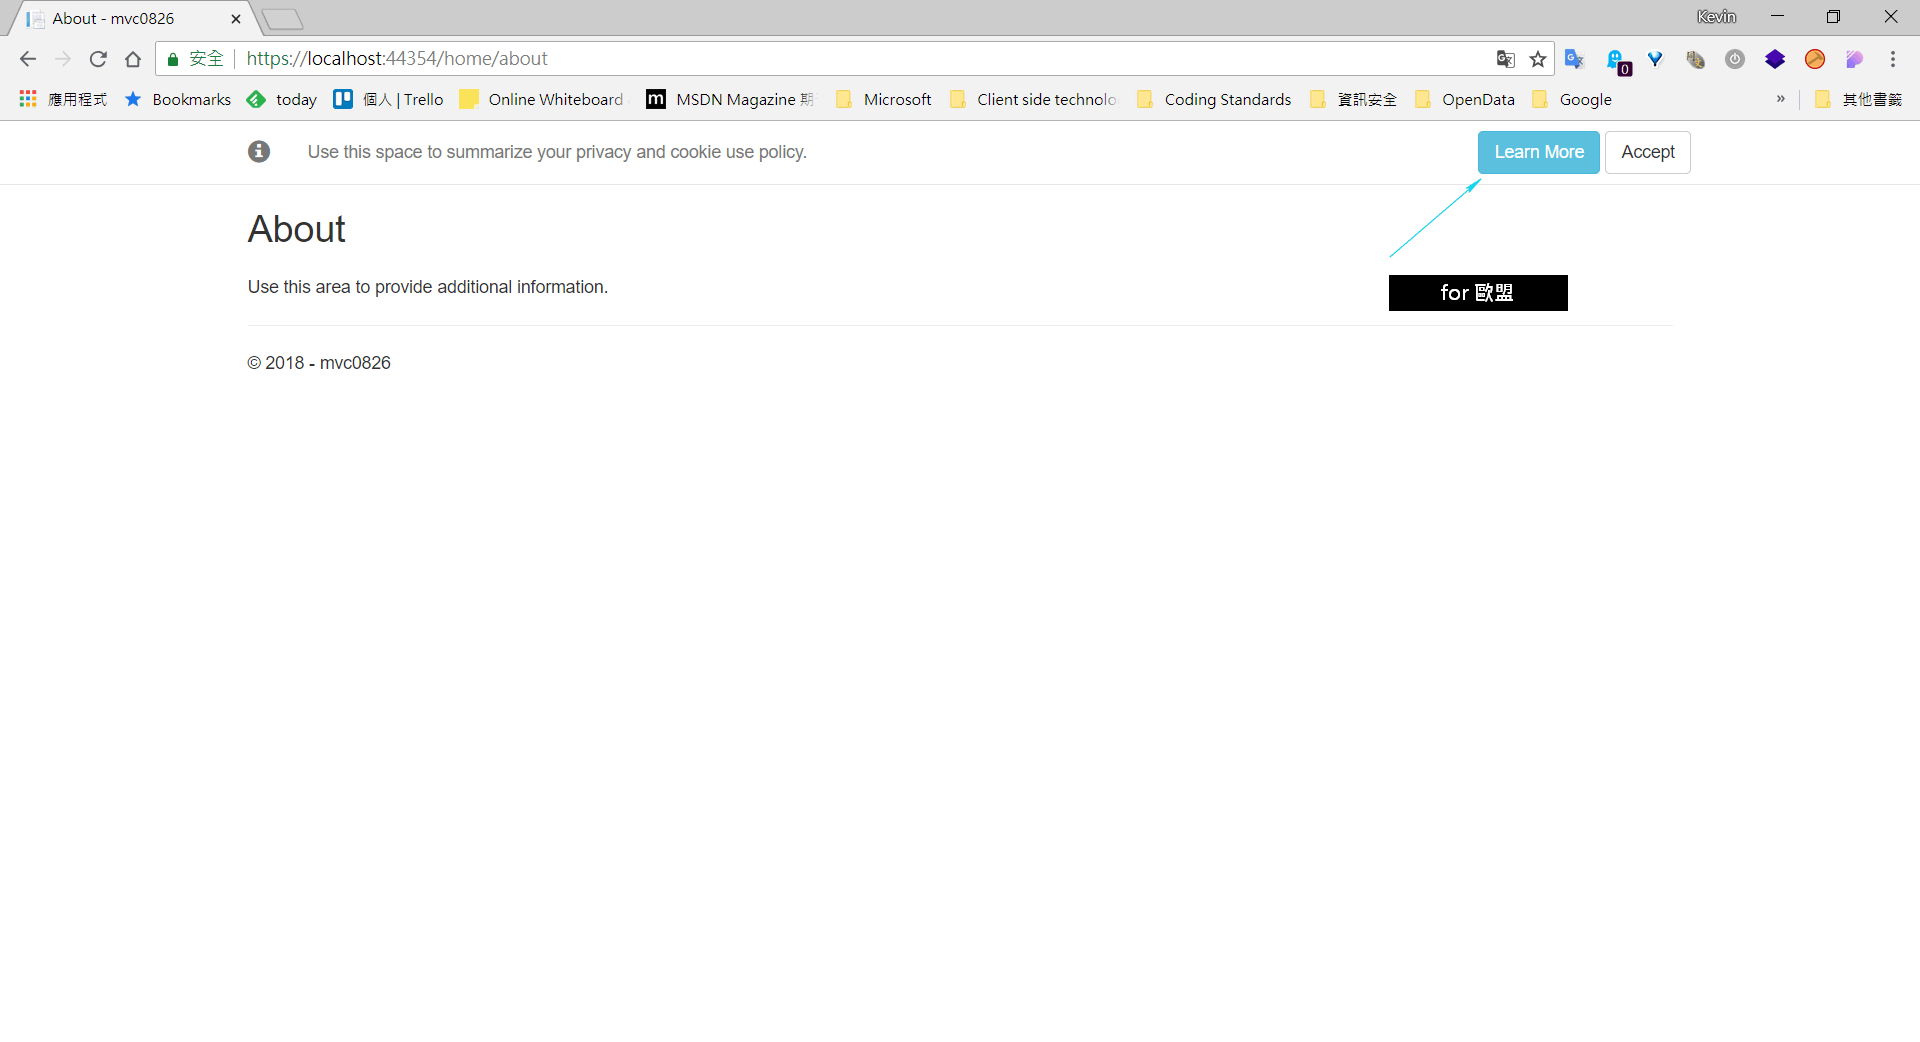 About - mvc0826
Kevin
安全 https://localhost:44354/home/about
0
應用程式 Bookmarks today 個人 | Trello Online Whiteboard m MSDN Magazine 期 Microsoft Client side technolo Coding Standards 資訊安全 OpenData Google » 其他書籤
Use this space to summarize your privacy and cookie use policy. Learn More Accept
About
Use this area to provide additional information.
for 歐盟
© 2018 - mvc0826